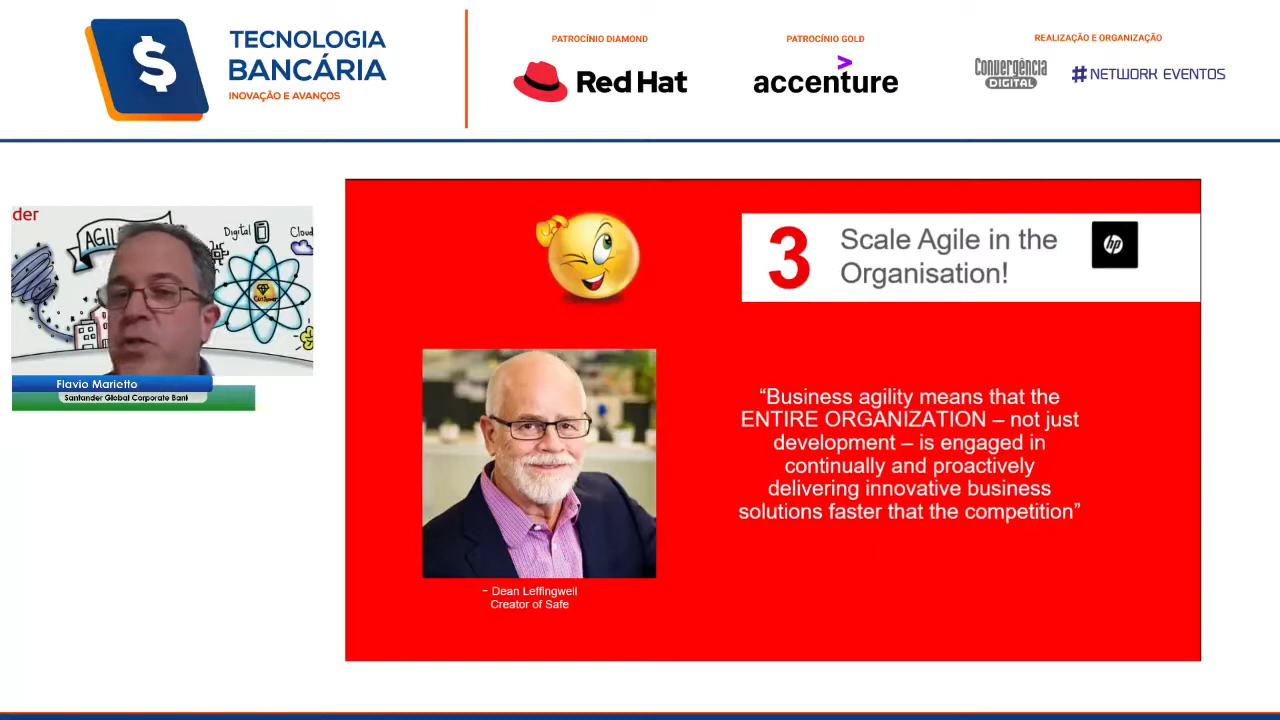 TECNOLOGIA
BANCÁRIA
INOVAÇÃO E AVANÇOS
PATROCÍNIO DIAMOND
Red Hat
PATROCÍNIO GOLD
accenture
REALIZAÇÃO E ORGANIZAÇÃO
Convergência
DIGITAL
# NETWORK EVENTOS
der
AGIL
Digital
Cloud
Customer
Flavio Marietto
Santander Global Corporate Bank
3
Scale Agile in the
Organisation!
hp
“Business agility means that the
ENTIRE ORGANIZATION – not just
development – is engaged in
continually and proactively
delivering innovative business
solutions faster that the competition”
– Dean Leffingwell
Creator of Safe